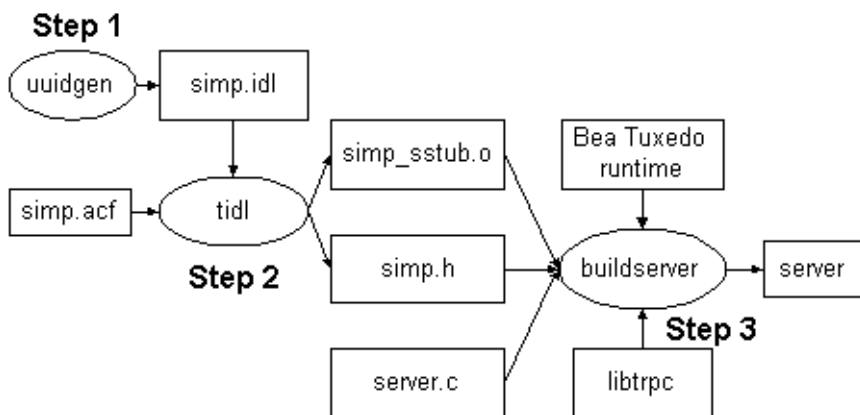 Step 1
uuidgen
simp.idl
simp_sstub.o
Bea Tuxedo
runtime
simp.acf
tidl
Step 2
simp.h
buildserver
server
Step 3
server.c
libtrpc